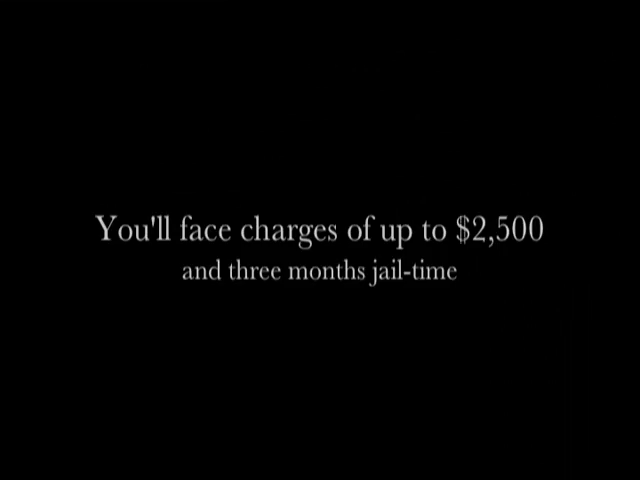 You'll face charges of up to $2,500
and three months jail-time